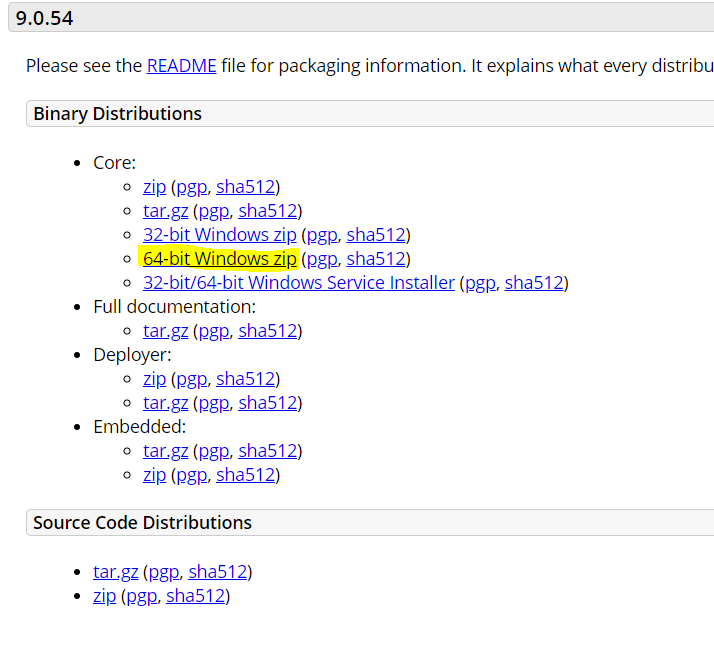 9.0.54
Please see the README file for packaging information. It explains what every distribu
Binary Distributions
Core:
zip (pgp, sha512)
tar.gz (pgp, sha512)
32-bit Windows zip (pgp, sha512)
64-bit Windows zip (pgp, sha512)
32-bit/64-bit Windows Service Installer (pgp, sha512)
Full documentation:
tar.gz (pgp, sha512)
Deployer:
zip (pgp, sha512)
tar.gz (pgp, sha512)
Embedded:
tar.gz (pgp, sha512)
zip (pgp, sha512)
Source Code Distributions
tar.gz (pgp, sha512)
zip (pgp, sha512)